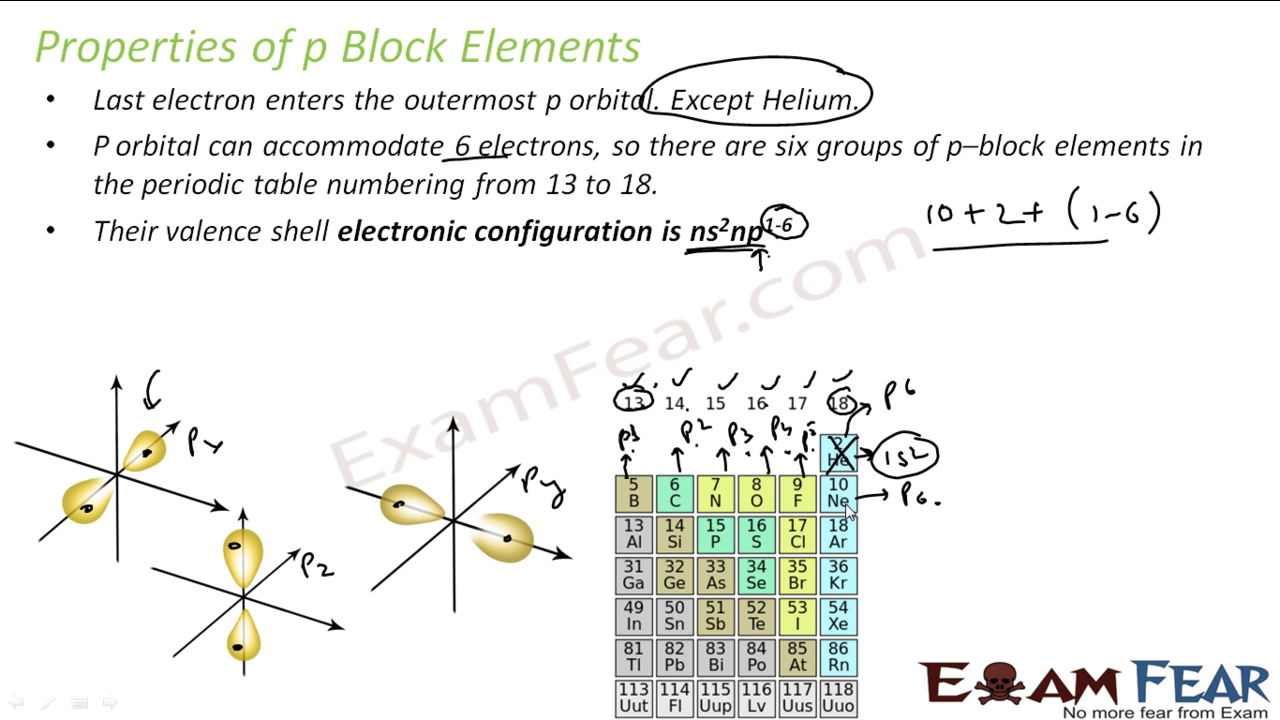 Properties of p Block Elements
• Last electron enters the outermost p orbital. Except Helium.
• P orbital can accommodate 6 electrons, so there are six groups of p–block elements in
the periodic table numbering from 13 to 18.
• Their valence shell electronic configuration is ns²np¹⁻⁶
10 + 2 + (1-6)
ExamFear.com
Px
Pz
Py
13 14 15 16 17 18
p1 p2 p3 p4 p5 p6
2
He
1s2
5 6 7 8 9 10
B C N O F Ne
P6.
13 14 15 16 17 18
Al Si P S Cl Ar
31 32 33 34 35 36
Ga Ge As Se Br Kr
49 50 51 52 53 54
In Sn Sb Te I Xe
81 82 83 84 85 86
Tl Pb Bi Po At Rn
113 114 115 116 117 118
Uut Fl Uup Lv Uus Uuo
EXAM FEAR
No more fear from Exam